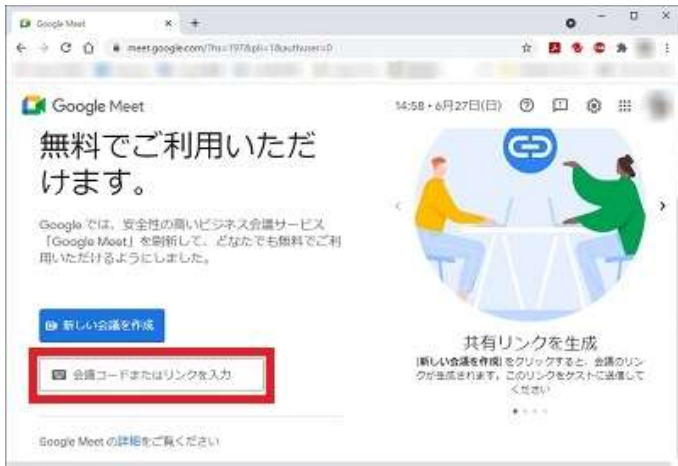 Google Meet
meet.google.com/?hs=197&pli=1&authuser=0
Google Meet
14:58・6月27日(日)
無料でご利用いただ
けます。
Google では、安全性の高いビジネス会議サービス
「Google Meet」を刷新して、どなたでも無料でご利
用いただけるようにしました。
新しい会議を作成
会議コードまたはリンクを入力
Google Meet の詳細をご覧ください
共有リンクを生成
[新しい会議を作成] をクリックすると、会議のリン
クが生成されます。このリンクをゲストに送信して
ください